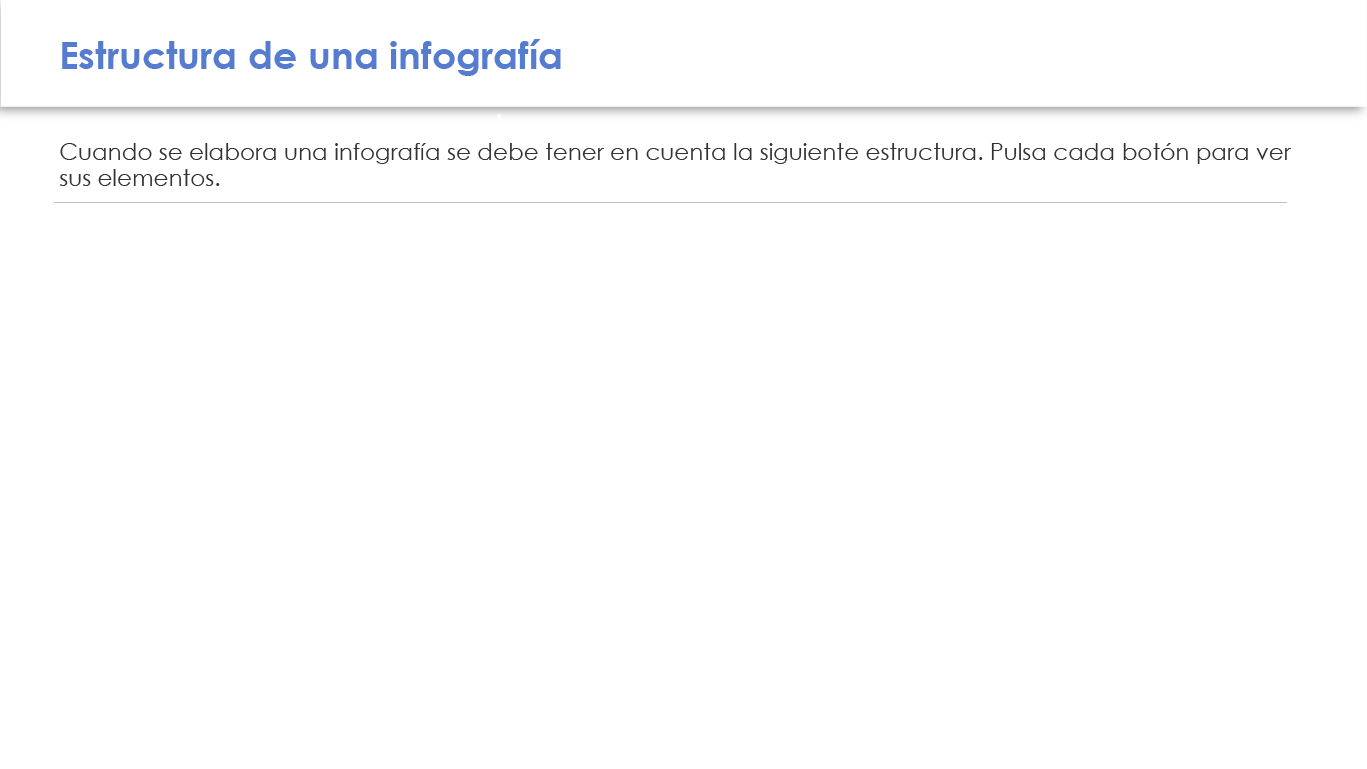 Estructura de una infografía
Cuando se elabora una infografía se debe tener en cuenta la siguiente estructura. Pulsa cada botón para ver
sus elementos.